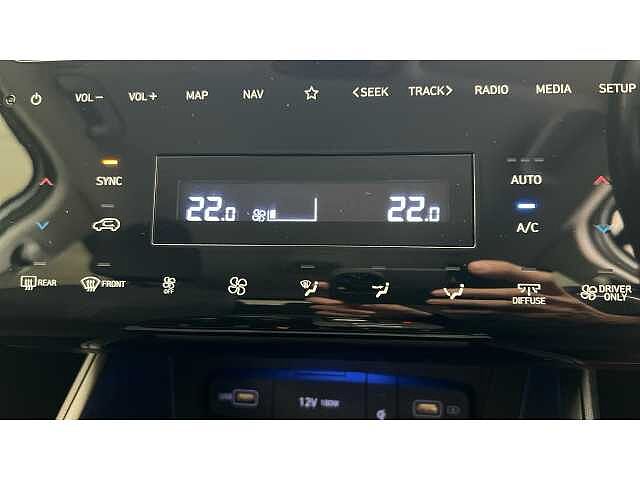 VOL− VOL+ MAP NAV <SEEK TRACK> RADIO MEDIA SETUP
SYNC AUTO
22.0 22.0
A/C
REAR FRONT OFF DIFFUSE DRIVER ONLY
12V 180W